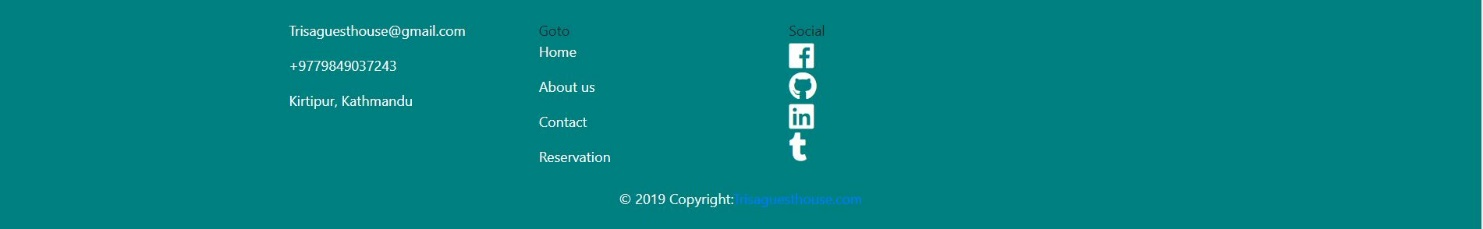 Trisaguesthouse@gmail.com
+9779849037243
Kirtipur, Kathmandu
Goto
Home
About us
Contact
Reservation
Social
© 2019 Copyright:Trisaguesthouse.com